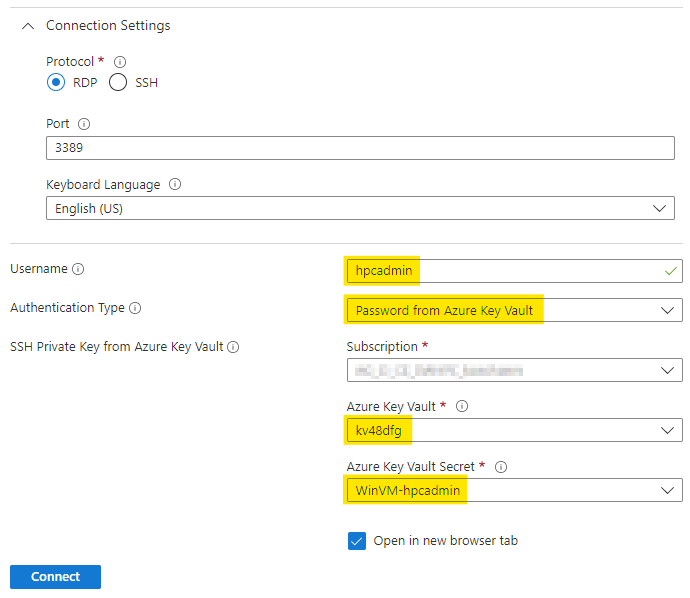 Connection Settings
Protocol *
RDP SSH
Port
3389
Keyboard Language
English (US)
Username
hpcadmin
Authentication Type
Password from Azure Key Vault
SSH Private Key from Azure Key Vault
Subscription *
Azure Key Vault *
kv48dfg
Azure Key Vault Secret *
WinVM-hpcadmin
Open in new browser tab
Connect